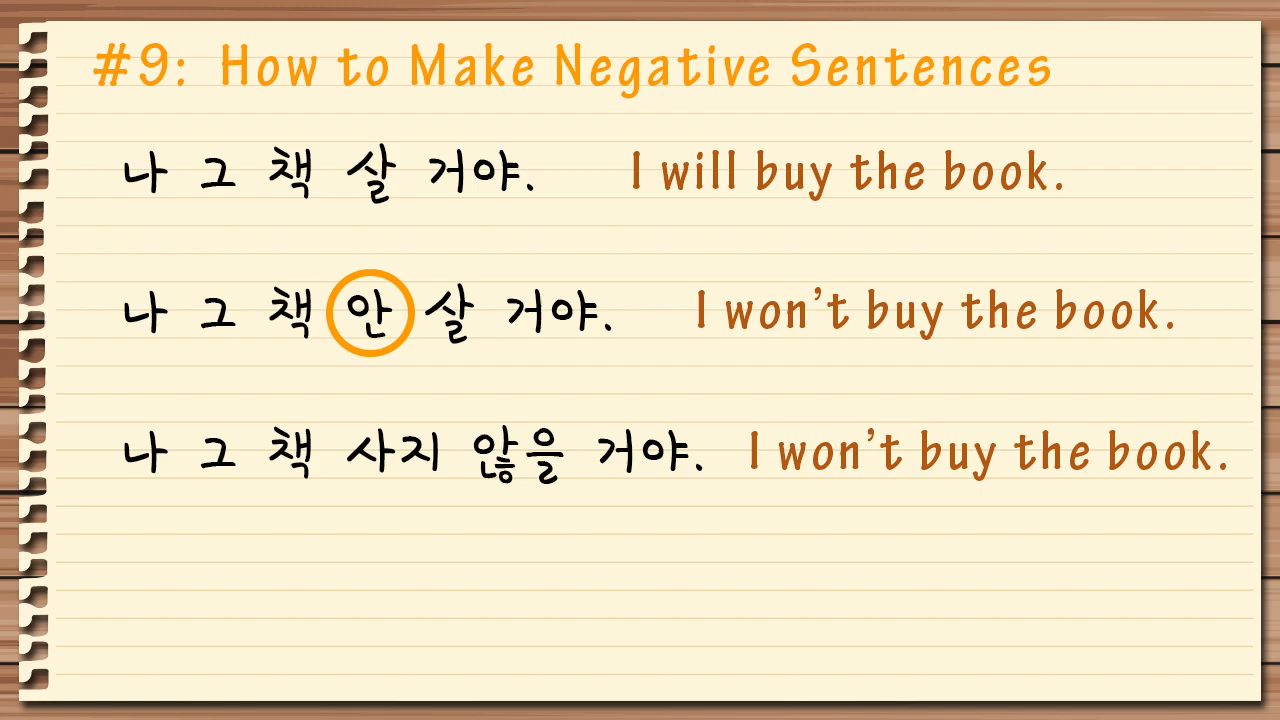 #9: How to Make Negative Sentences
나 그 책 살 거야. I will buy the book.
나 그 책 안 살 거야. I won't buy the book.
나 그 책 사지 않을 거야. I won't buy the book.